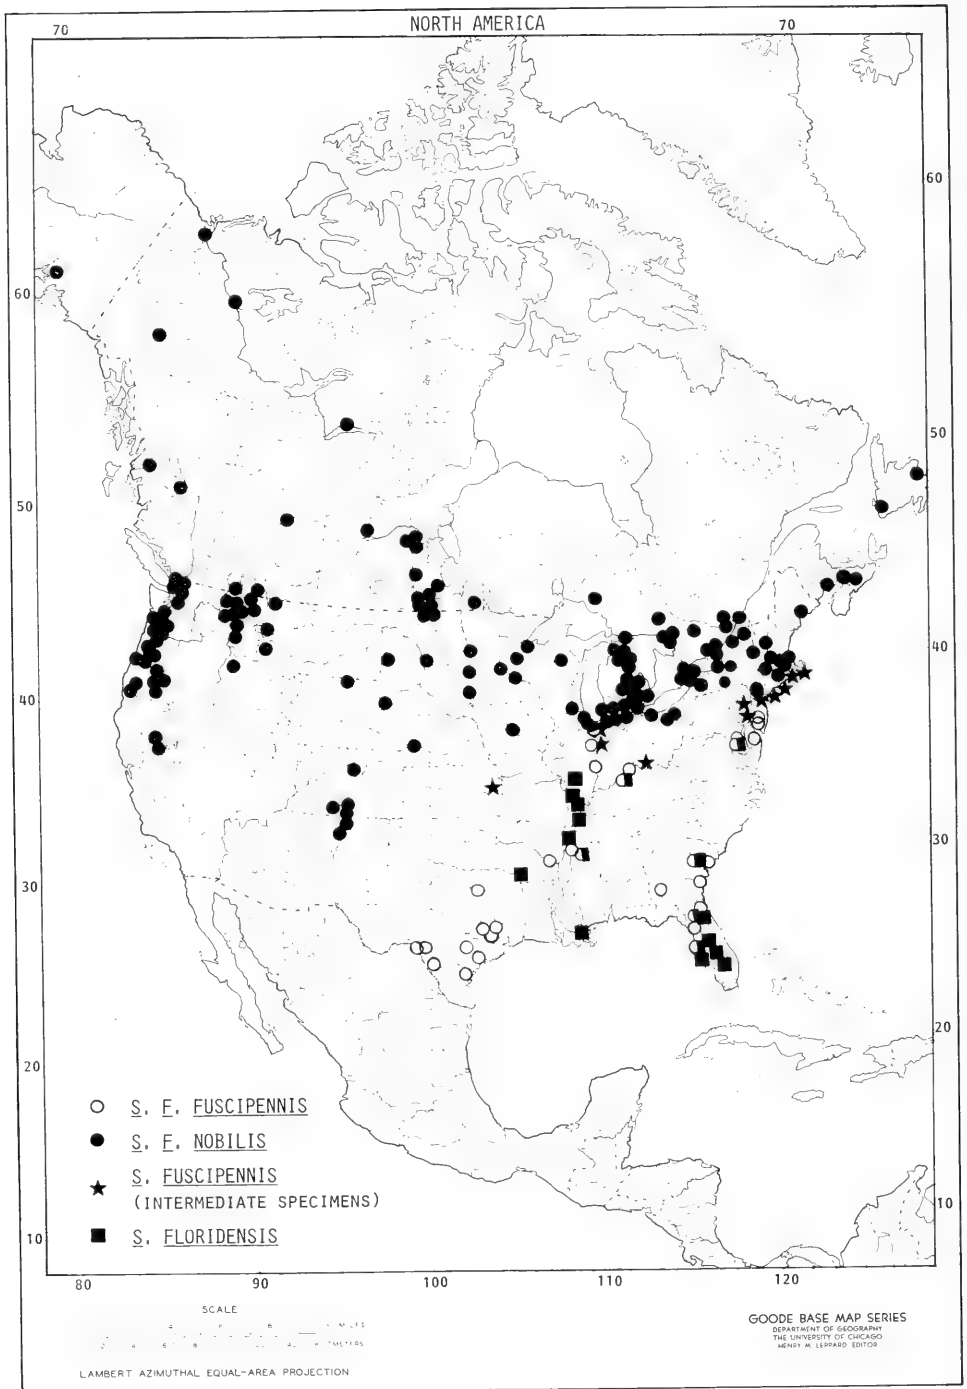 NORTH AMERICA
70
70
60
60
50
50
40
40
30
30
20
20
10
10
S. F. FUSCIPENNIS
S. F. NOBILIS
S. FUSCIPENNIS
(INTERMEDIATE SPECIMENS)
S. FLORIDENSIS
80
90
100
110
120
SCALE
LAMBERT AZIMUTHAL EQUAL-AREA PROJECTION
GOODE BASE MAP SERIES
DEPARTMENT OF GEOGRAPHY
THE UNIVERSITY OF CHICAGO
HENRY M. LEPPARD EDITOR